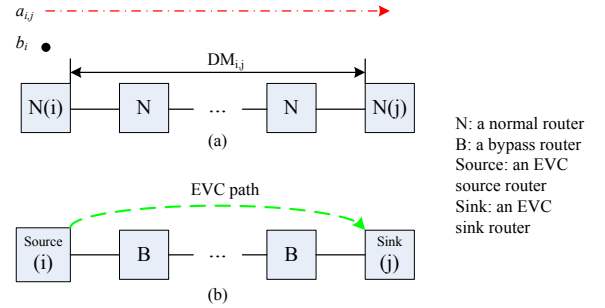 a_{i,j}
b_i
DM_{i,j}
N(i) N ... N N(j)
(a)
EVC path
Source (i) B ... B Sink (j)
(b)
N: a normal router
B: a bypass router
Source: an EVC
source router
Sink: an EVC
sink router